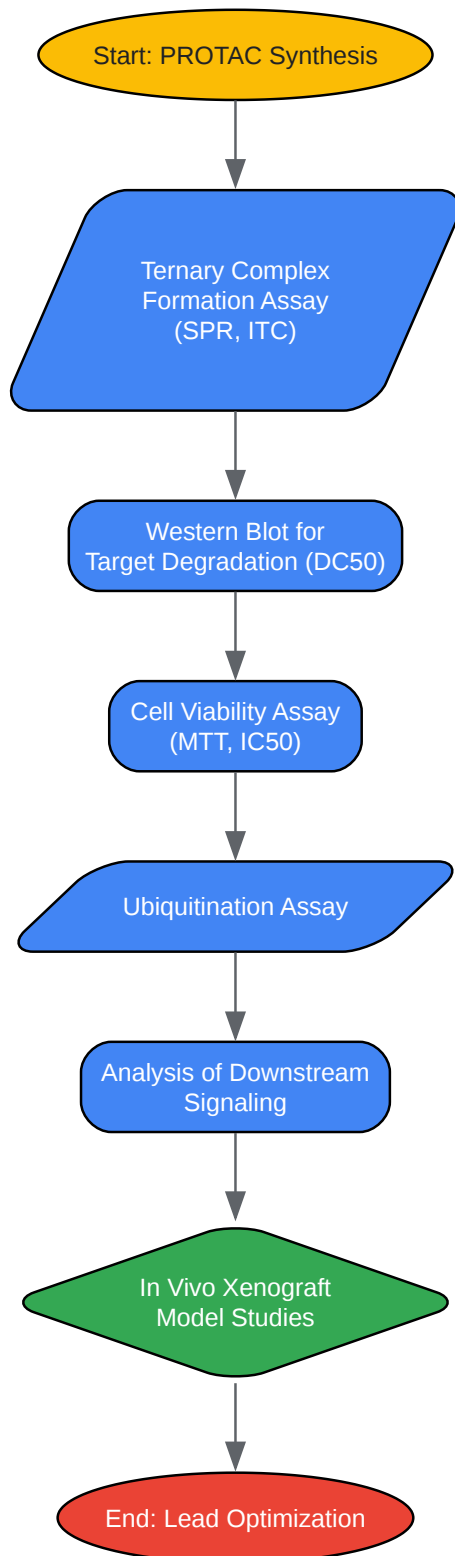 Start: PROTAC Synthesis
Ternary Complex
Formation Assay
(SPR, ITC)
Western Blot for
Target Degradation (DC50)
Cell Viability Assay
(MTT, IC50)
Ubiquitination Assay
Analysis of Downstream
Signaling
In Vivo Xenograft
Model Studies
End: Lead Optimization